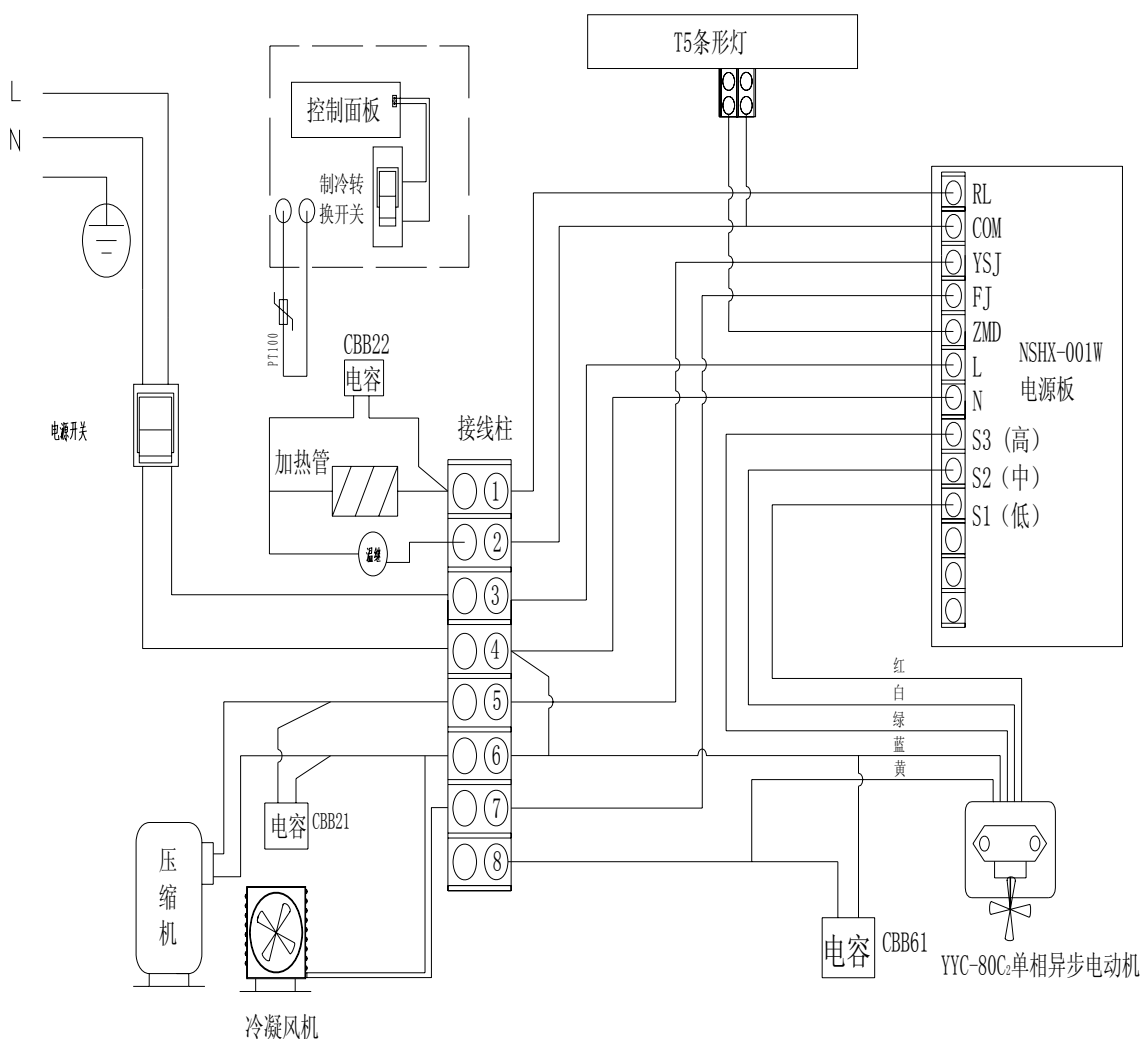 T5条形灯
L
N
控制面板
制冷转
换开关
PT100
RL
COM
YSJ
FJ
ZMD
L
N
S3 (高)
S2 (中)
S1 (低)
NSHX-001W
电源板
CBB22
电容
电源开关
加热管
温继
接线柱
1
2
3
4
5
6
7
8
红
白
绿
蓝
黄
电容
CBB21
压
缩
机
冷凝风机
电容
CBB61
YYC-80C2单相异步电动机